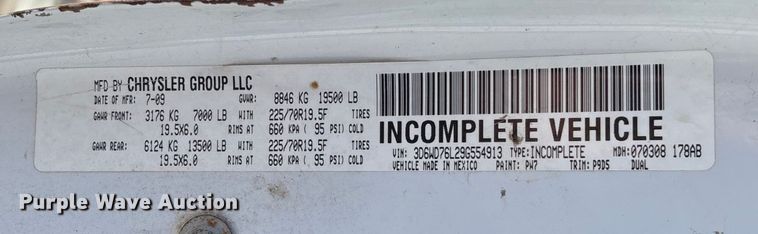 MFD BY CHRYSLER GROUP LLC
DATE OF MFR: 7-09 GVWR: 8846 KG 19500 LB
GAWR FRONT: 3176 KG 7000 LB WITH 225/70R19.5F TIRES
19.5X6.0 RIMS AT 660 KPA ( 95 PSI) COLD
GAWR REAR: 6124 KG 13500 LB WITH 225/70R19.5F TIRES
19.5X6.0 RIMS AT 660 KPA ( 95 PSI) COLD
INCOMPLETE VEHICLE
VIN: 3D6WD76L29G554913 TYPE: INCOMPLETE MDH: 070308 178AB
VEHICLE MADE IN MEXICO PAINT: PW7 TRIM: P9D5 DUAL
Purple Wave Auction